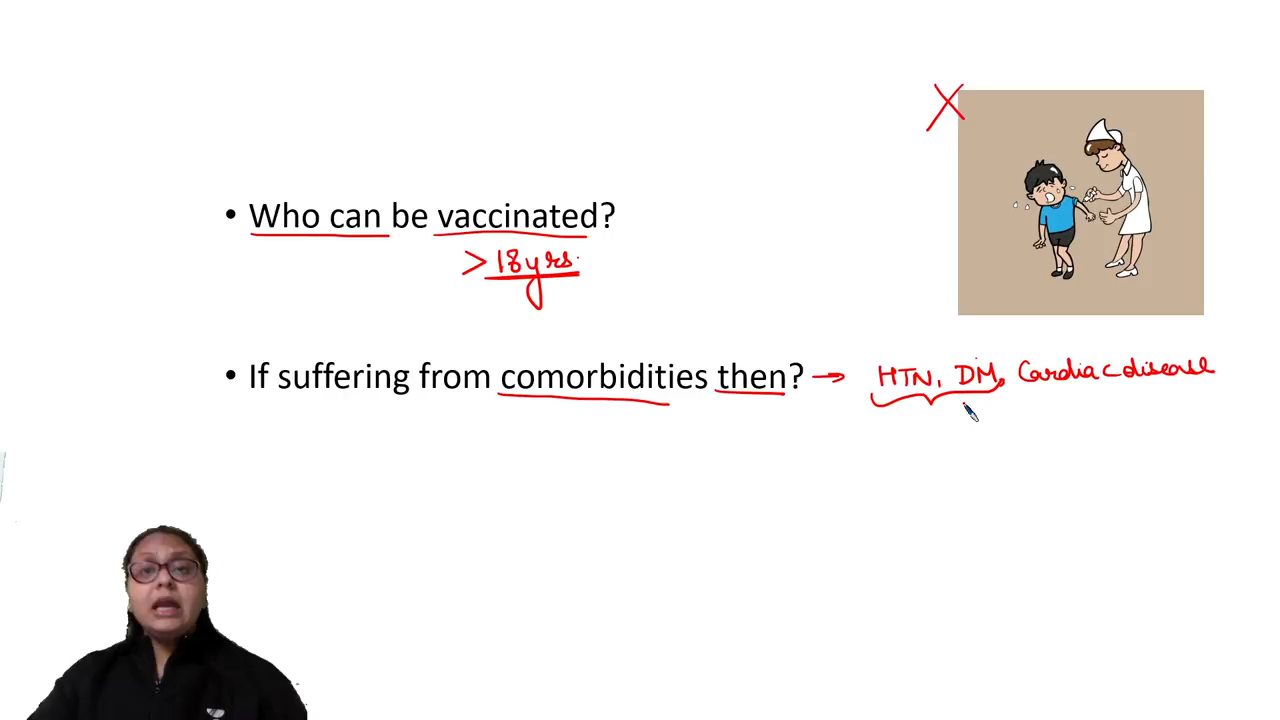 • Who can be vaccinated?
>18yrs.
• If suffering from comorbidities then? → HTN, DM, Cardiac disease